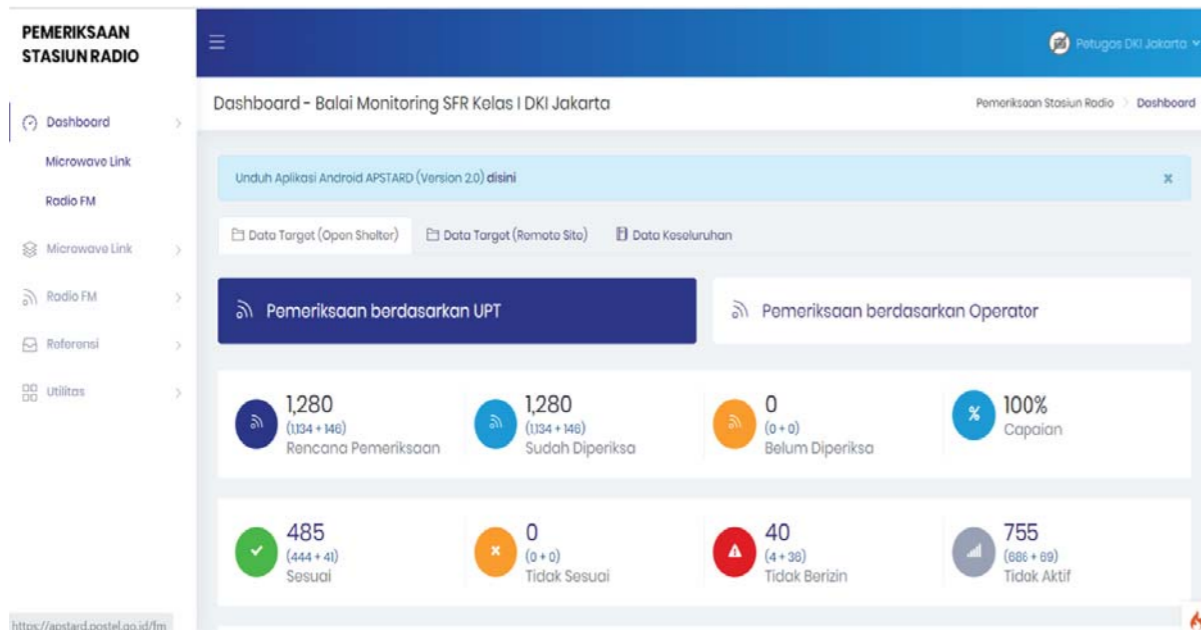 PEMERIKSAAN
STASIUN RADIO
Petugas DKI Jakarta
Dashboard - Balai Monitoring SFR Kelas I DKI Jakarta
Pemeriksaan Stasiun Radio > Dashboard
Dashboard
Microwave Link
Radio FM
Microwave Link
Radio FM
Referensi
Utilitas
Unduh Aplikasi Android APSTARD (Version 2.0) disini
Data Target (Open Shelter)
Data Target (Remote Site)
Data Keseluruhan
Pemeriksaan berdasarkan UPT
Pemeriksaan berdasarkan Operator
1,280
(1,134 + 146)
Rencana Pemeriksaan
1,280
(1,134 + 146)
Sudah Diperiksa
0
(0 + 0)
Belum Diperiksa
100%
Capaian
485
(444 + 41)
Sesuai
0
(0 + 0)
Tidak Sesuai
40
(4 + 36)
Tidak Berizin
755
(686 + 69)
Tidak Aktif
https://apstard.postel.go.id/fm